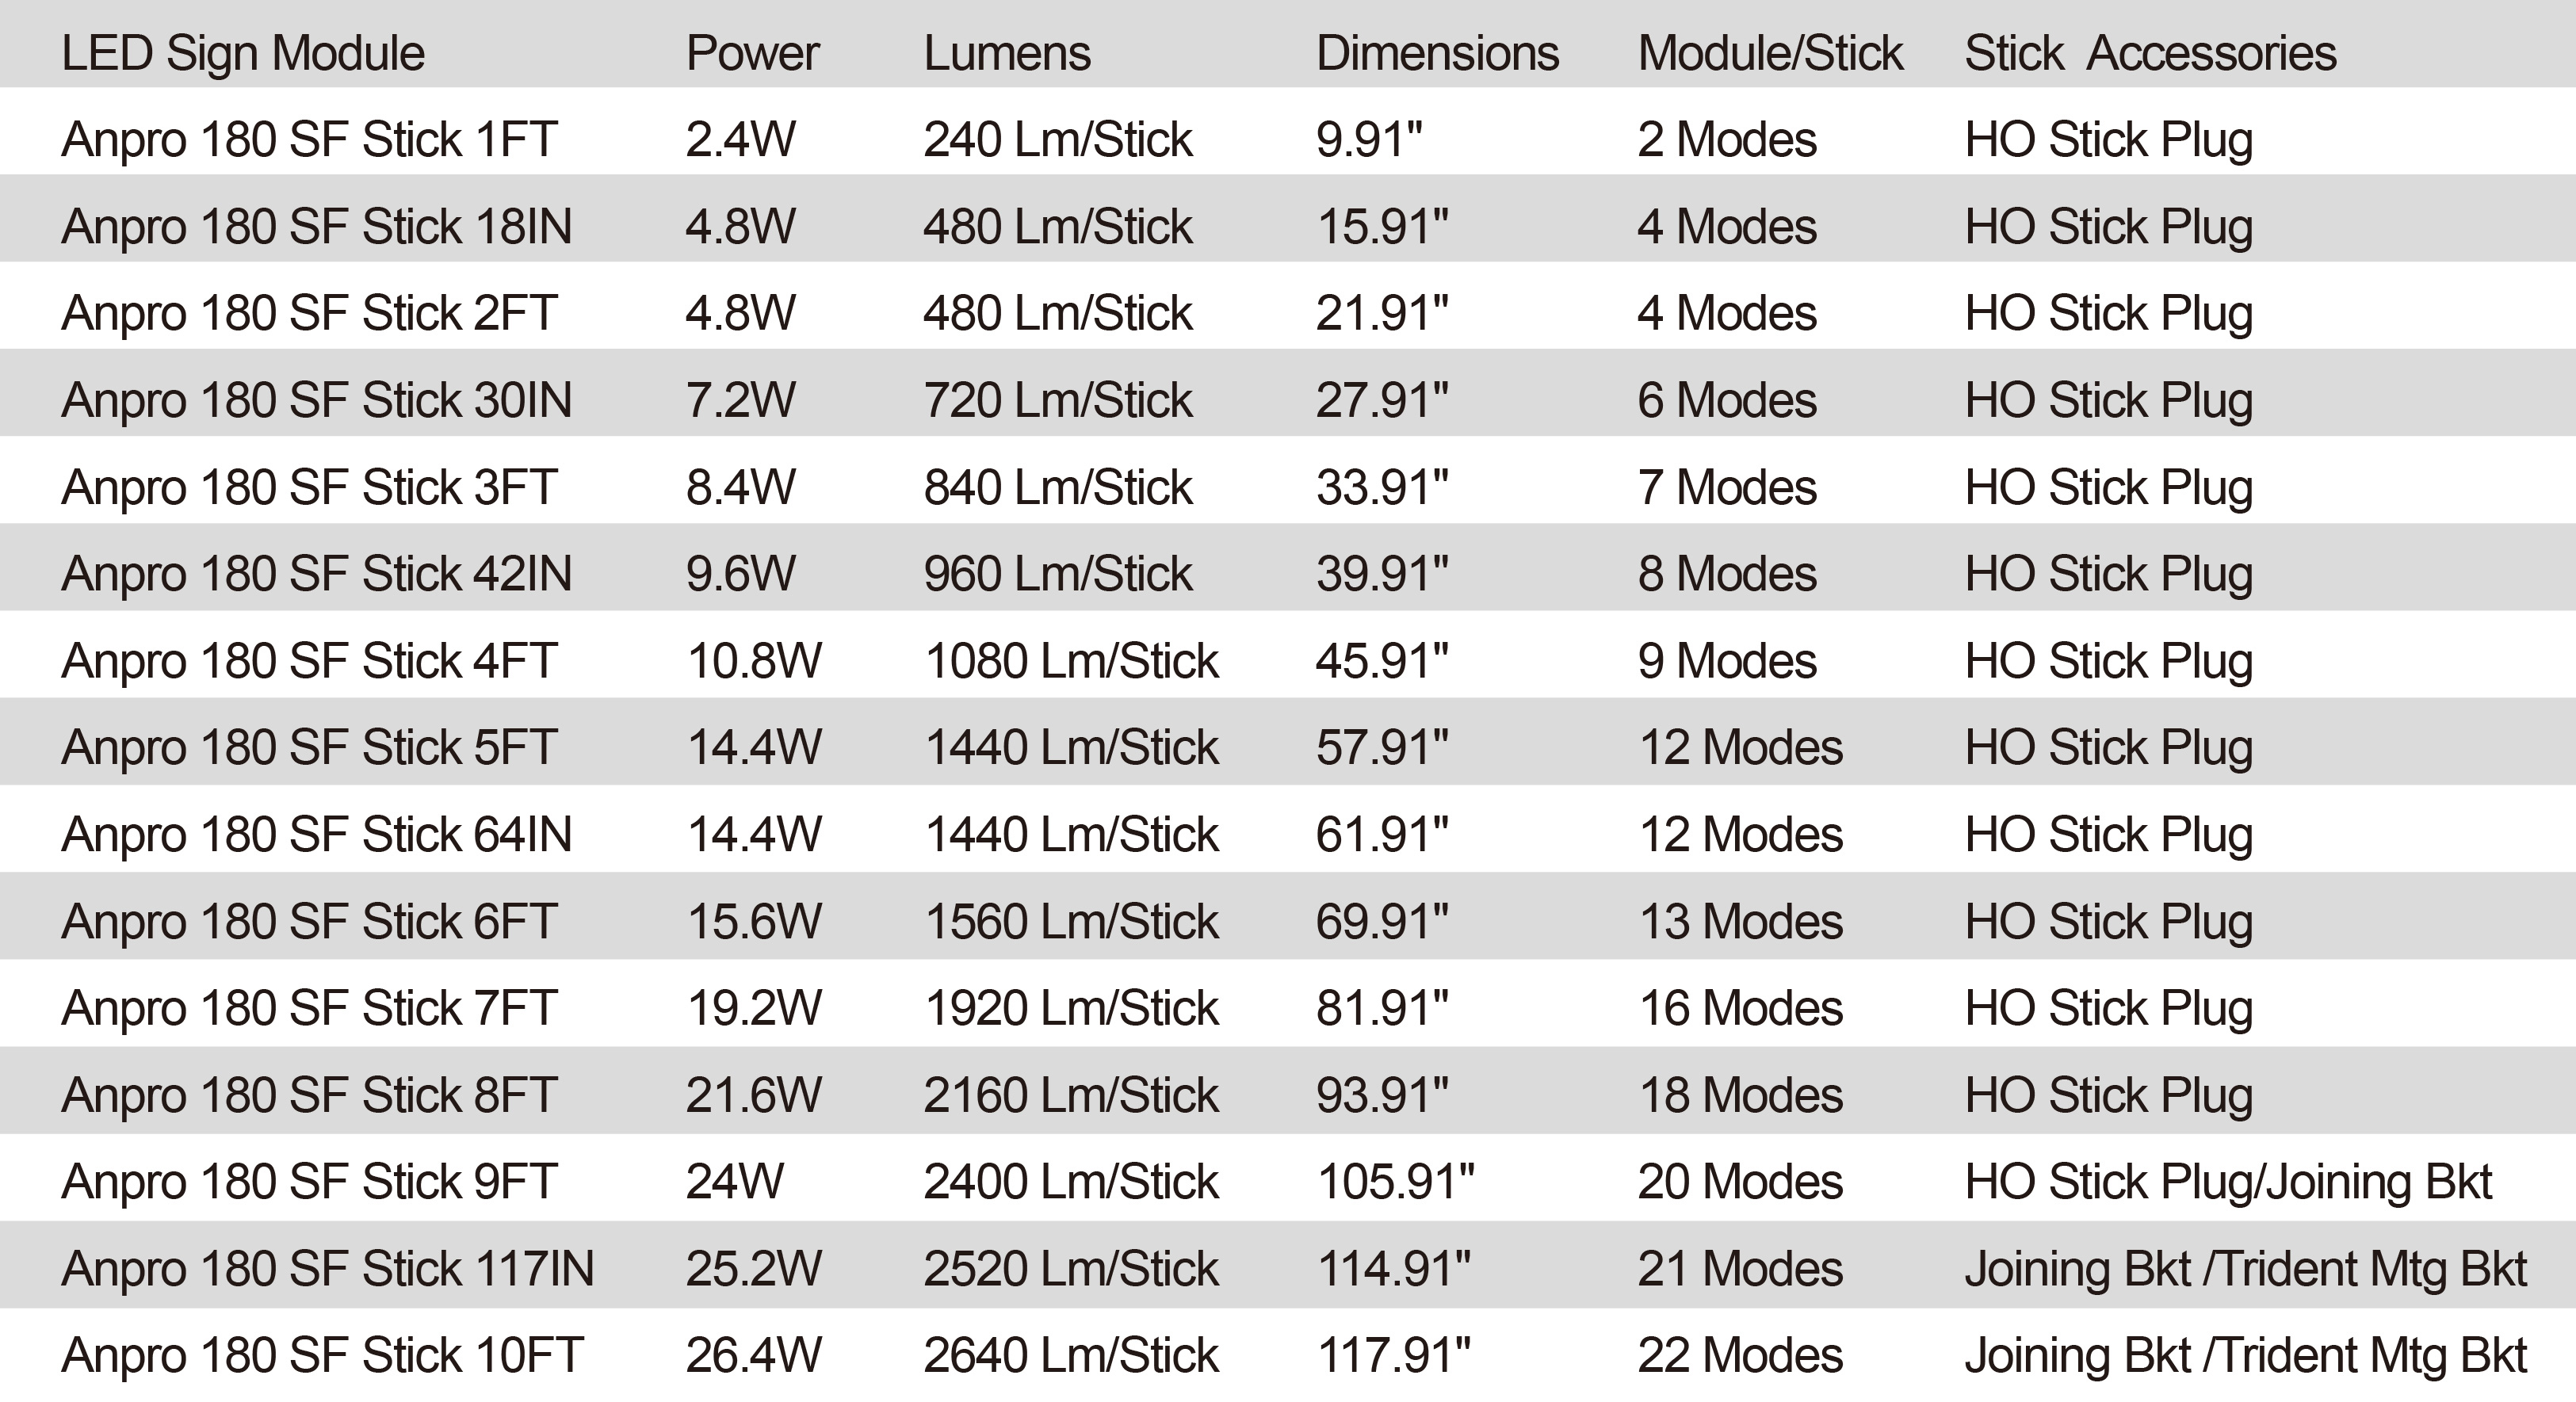 LED Sign Module Power Lumens Dimensions Module/Stick Stick Accessories
Anpro 180 SF Stick 1FT 2.4W 240 Lm/Stick 9.91" 2 Modes HO Stick Plug
Anpro 180 SF Stick 18IN 4.8W 480 Lm/Stick 15.91" 4 Modes HO Stick Plug
Anpro 180 SF Stick 2FT 4.8W 480 Lm/Stick 21.91" 4 Modes HO Stick Plug
Anpro 180 SF Stick 30IN 7.2W 720 Lm/Stick 27.91" 6 Modes HO Stick Plug
Anpro 180 SF Stick 3FT 8.4W 840 Lm/Stick 33.91" 7 Modes HO Stick Plug
Anpro 180 SF Stick 42IN 9.6W 960 Lm/Stick 39.91" 8 Modes HO Stick Plug
Anpro 180 SF Stick 4FT 10.8W 1080 Lm/Stick 45.91" 9 Modes HO Stick Plug
Anpro 180 SF Stick 5FT 14.4W 1440 Lm/Stick 57.91" 12 Modes HO Stick Plug
Anpro 180 SF Stick 64IN 14.4W 1440 Lm/Stick 61.91" 12 Modes HO Stick Plug
Anpro 180 SF Stick 6FT 15.6W 1560 Lm/Stick 69.91" 13 Modes HO Stick Plug
Anpro 180 SF Stick 7FT 19.2W 1920 Lm/Stick 81.91" 16 Modes HO Stick Plug
Anpro 180 SF Stick 8FT 21.6W 2160 Lm/Stick 93.91" 18 Modes HO Stick Plug
Anpro 180 SF Stick 9FT 24W 2400 Lm/Stick 105.91" 20 Modes HO Stick Plug/Joining Bkt
Anpro 180 SF Stick 117IN 25.2W 2520 Lm/Stick 114.91" 21 Modes Joining Bkt /Trident Mtg Bkt
Anpro 180 SF Stick 10FT 26.4W 2640 Lm/Stick 117.91" 22 Modes Joining Bkt /Trident Mtg Bkt